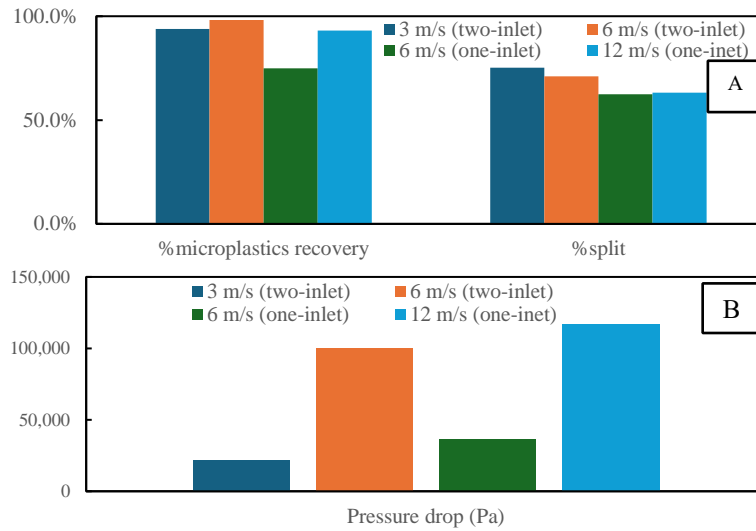 100.0%
3 m/s (two-inlet) 6 m/s (two-inlet)
6 m/s (one-inlet) 12 m/s (one-inet)
A
50.0%
0.0%
%microplastics recovery %split
150,000
3 m/s (two-inlet) 6 m/s (two-inlet)
B
6 m/s (one-inlet) 12 m/s (one-inet)
100,000
50,000
0
Pressure drop (Pa)